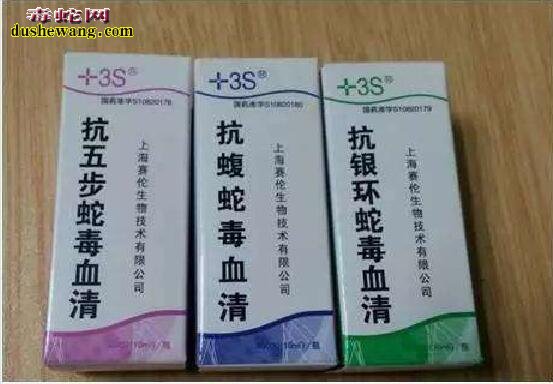 毒蛇网
dushewang.com
+3S®
国药准字S10820178
抗五步蛇毒血清
上海赛伦生物技术有限公司
+3S®
国药准字S10820180
抗蝮蛇毒血清
上海赛伦生物技术有限公司
+3S®
国药准字S10820179
抗银环蛇毒血清
上海赛伦生物技术有限公司